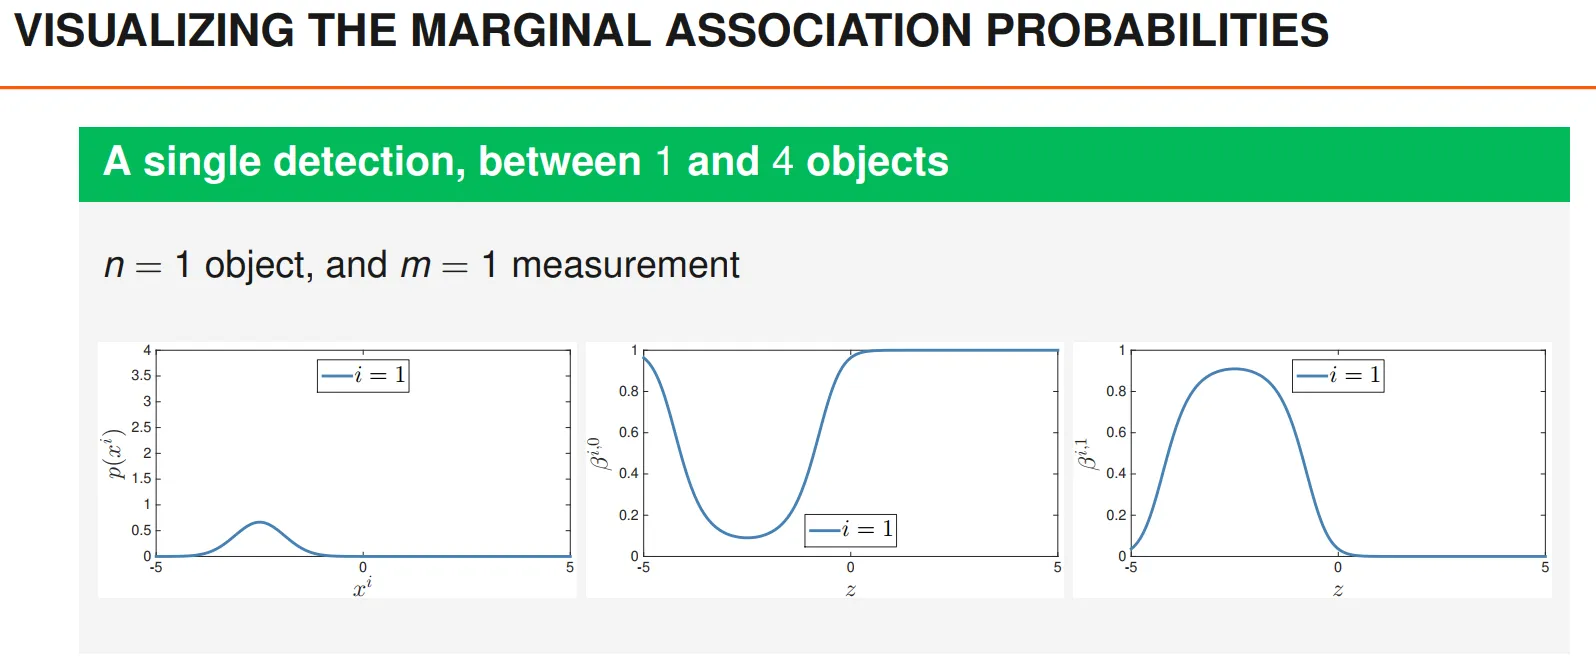 VISUALIZING THE MARGINAL ASSOCIATION PROBABILITIES
A single detection, between 1 and 4 objects
n = 1 object, and m = 1 measurement
4
3.5
3
2.5
2
1.5
1
0.5
0
p(x^i)
i = 1
-5 0 5
x^i
1
0.8
0.6
0.4
0.2
0
β^{i,0}
i = 1
-5 0 5
z
1
0.8
0.6
0.4
0.2
0
β^{i,1}
i = 1
-5 0 5
z